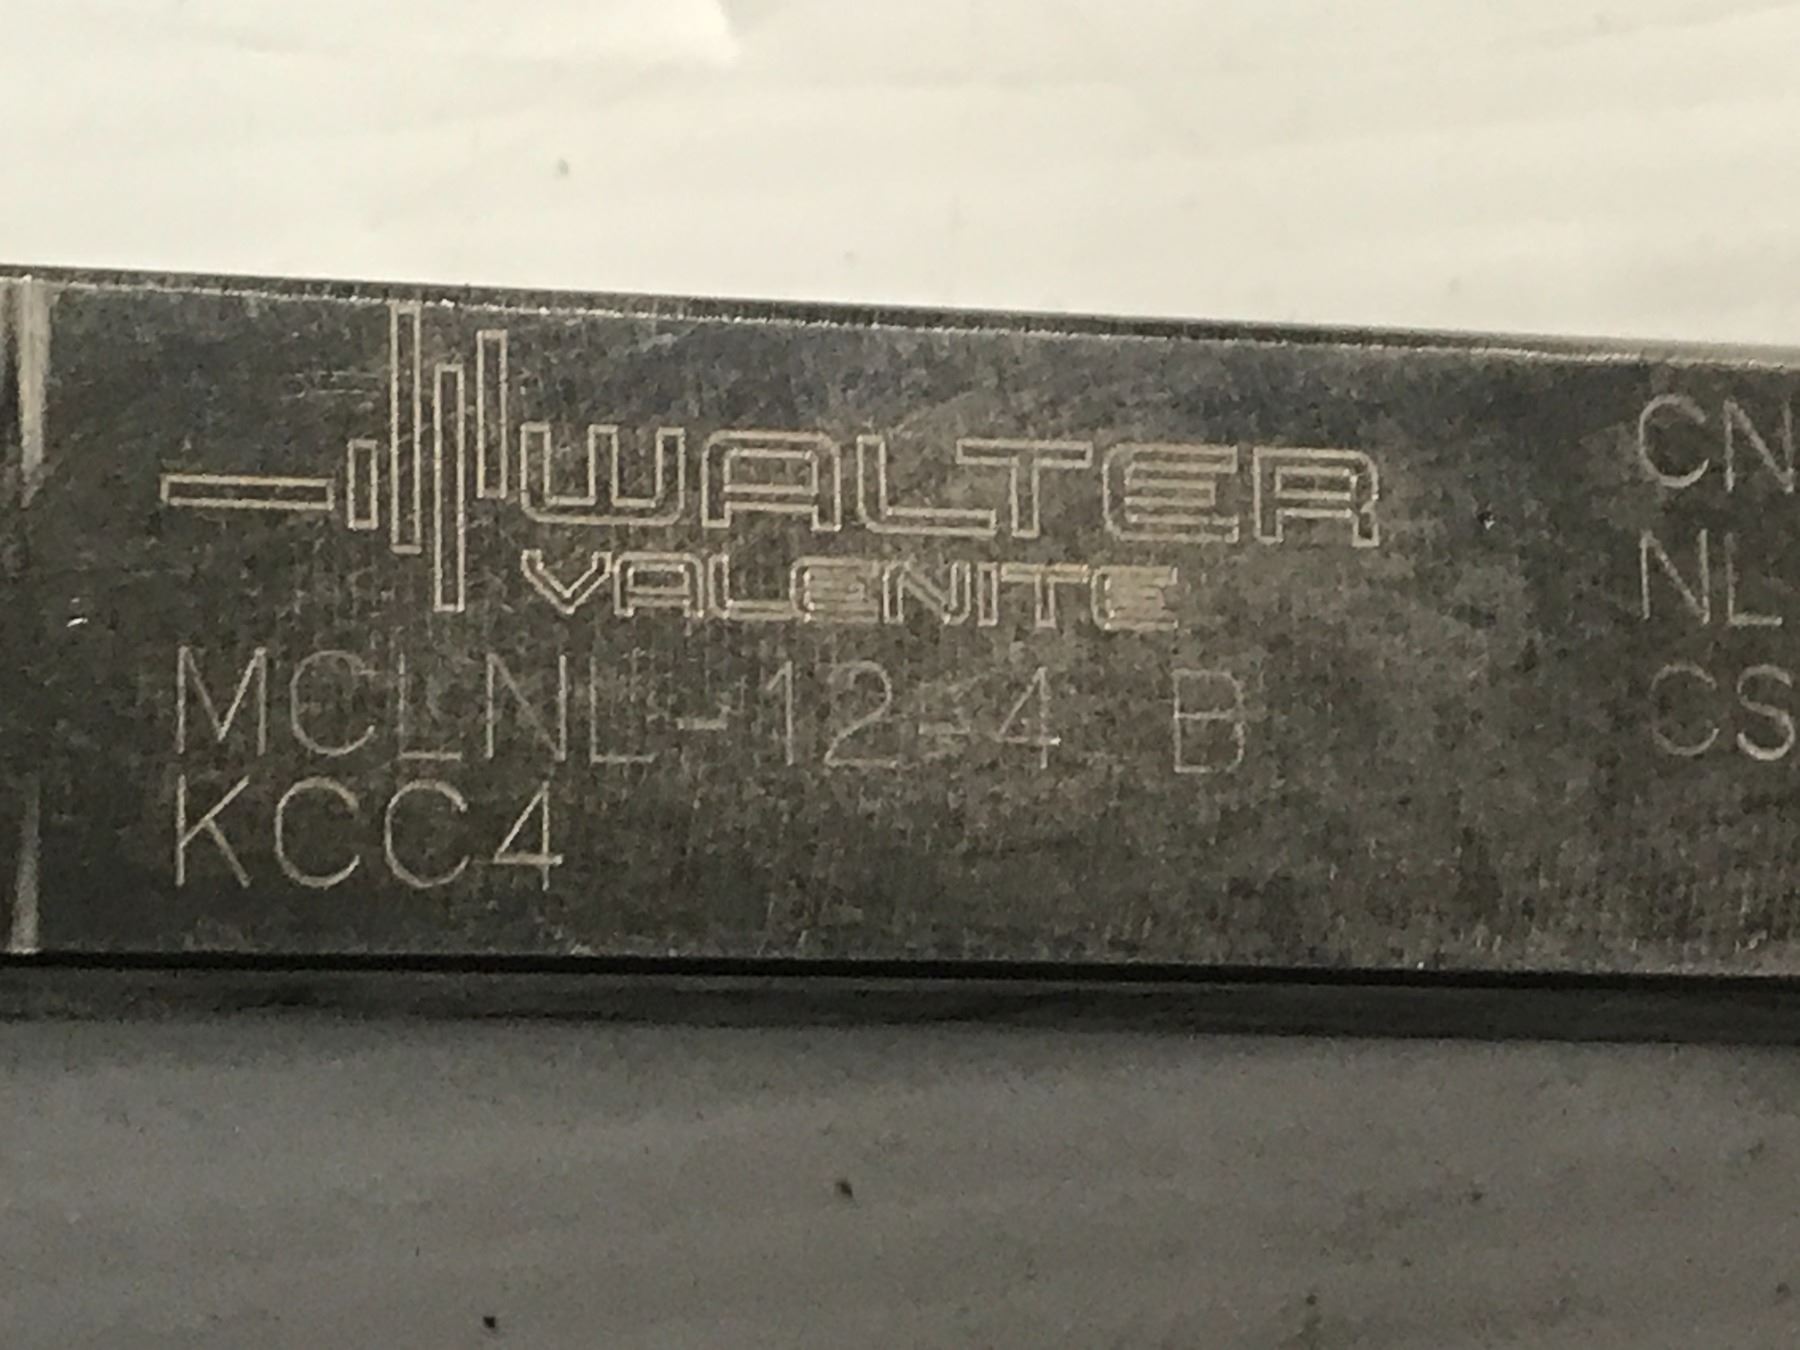 WALTER
VALENITE
MCLNL-12-4 B
KCC4
CN
NL
CS